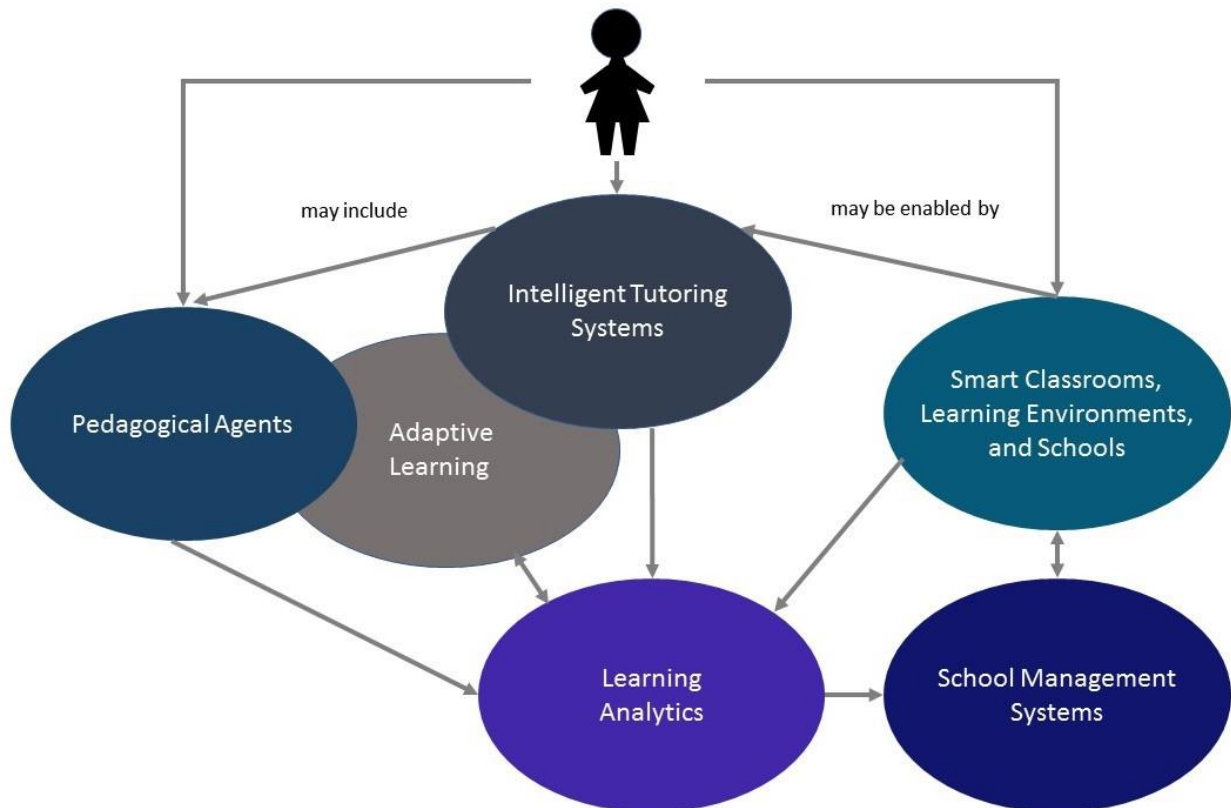 may include
may be enabled by
Intelligent Tutoring
Systems
Pedagogical Agents
Adaptive
Learning
Smart Classrooms,
Learning Environments,
and Schools
Learning
Analytics
School Management
Systems